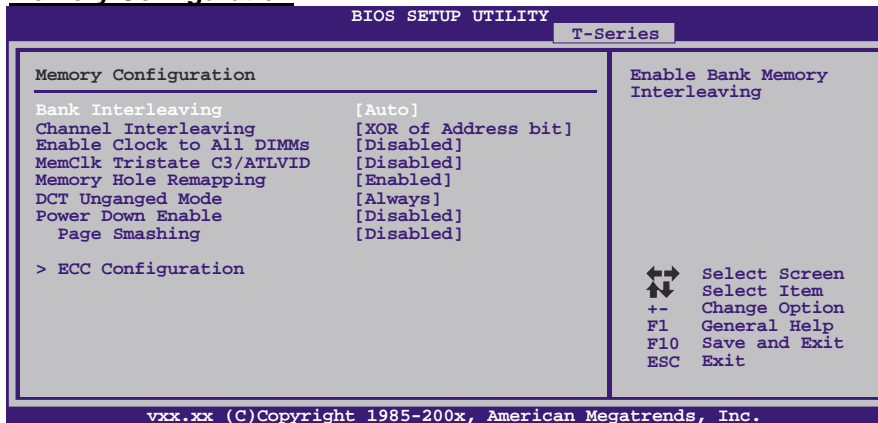 BIOS SETUP UTILITY
T-Series
Memory Configuration
Bank Interleaving [Auto]
Channel Interleaving [XOR of Address bit]
Enable Clock to All DIMMs [Disabled]
MemClk Tristate C3/ATLVID [Disabled]
Memory Hole Remapping [Enabled]
DCT Unganged Mode [Always]
Power Down Enable [Disabled]
Page Smashing [Disabled]
> ECC Configuration
Enable Bank Memory
Interleaving
Select Screen
Select Item
+- Change Option
F1 General Help
F10 Save and Exit
ESC Exit
vxx.xx (C)Copyright 1985-200x, American Megatrends, Inc.